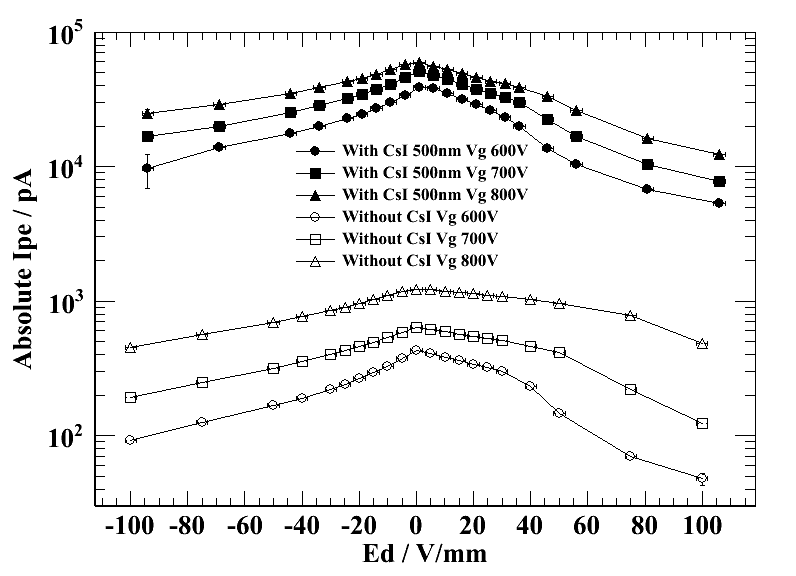 Absolute Ipe / pA
10^5
10^4
10^3
10^2
With CsI 500nm Vg 600V
With CsI 500nm Vg 700V
With CsI 500nm Vg 800V
Without CsI Vg 600V
Without CsI Vg 700V
Without CsI Vg 800V
-100 -80 -60 -40 -20 0 20 40 60 80 100
Ed / V/mm